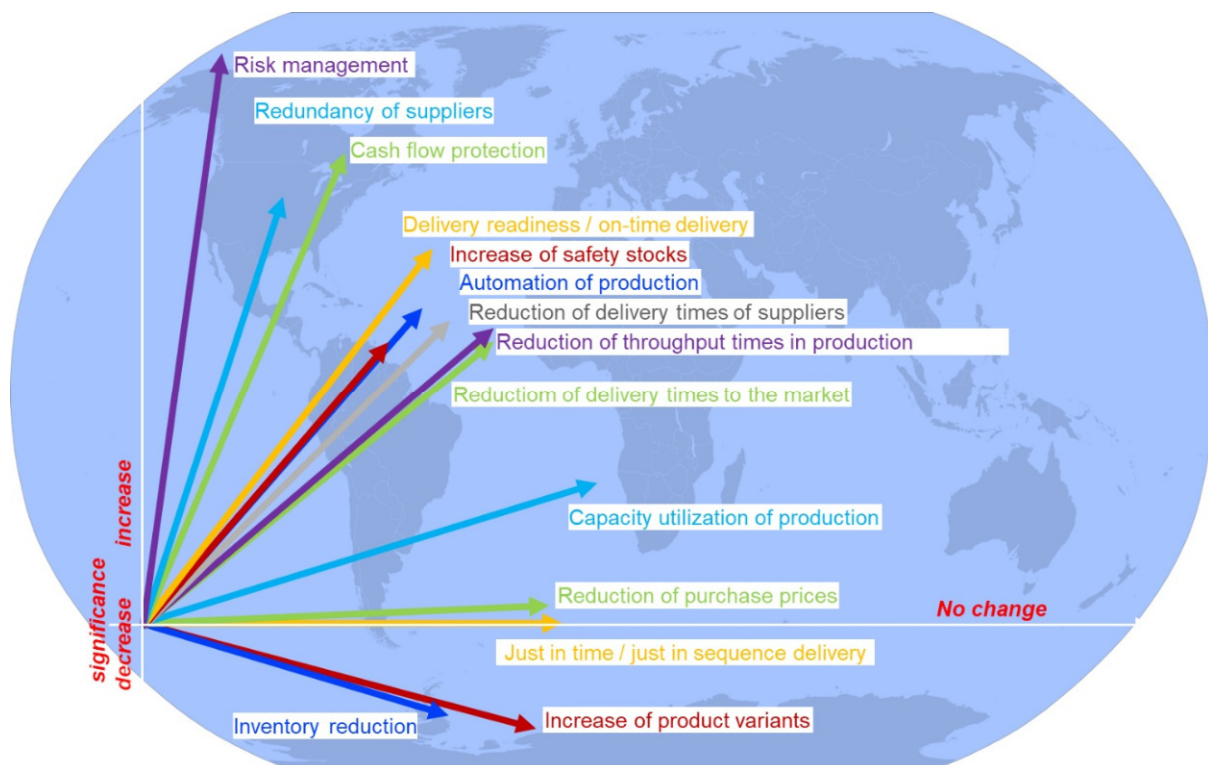 Risk management
Redundancy of suppliers
Cash flow protection
Delivery readiness / on-time delivery
Increase of safety stocks
Automation of production
Reduction of delivery times of suppliers
Reduction of throughput times in production
Reductiom of delivery times to the market
increase
Capacity utilization of production
significance
decrease
Reduction of purchase prices
No change
Just in time / just in sequence delivery
Inventory reduction
Increase of product variants